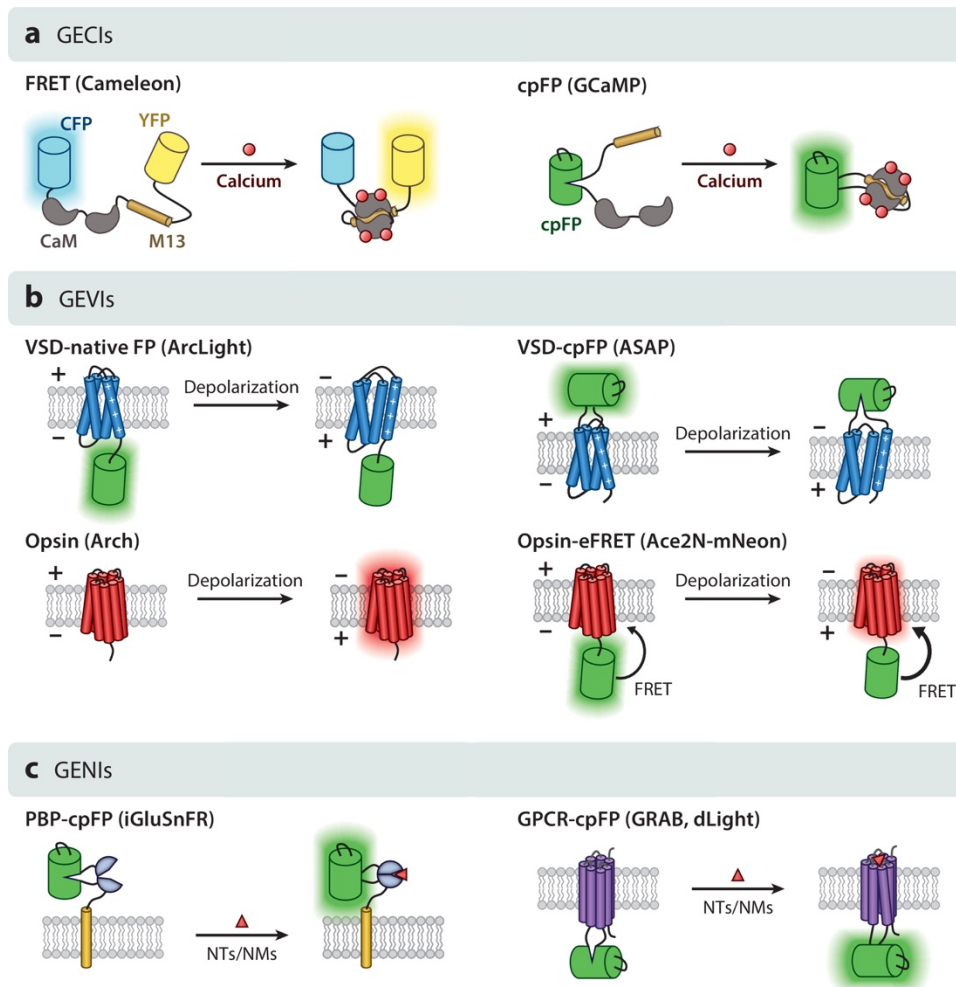 a GECIs
FRET (Cameleon)
CFP
YFP
Calcium
CaM
M13
cpFP (GCaMP)
cpFP
Calcium
b GEVIs
VSD-native FP (ArcLight)
+
–
Depolarization
–
+
+
+
+
+
+
+
+
+
VSD-cpFP (ASAP)
+
–
Depolarization
–
+
+
+
+
+
+
+
+
+
Opsin (Arch)
+
–
Depolarization
–
+
Opsin-eFRET (Ace2N-mNeon)
+
–
FRET
Depolarization
–
+
FRET
c GENIs
PBP-cpFP (iGluSnFR)
NTs/NMs
GPCR-cpFP (GRAB, dLight)
NTs/NMs